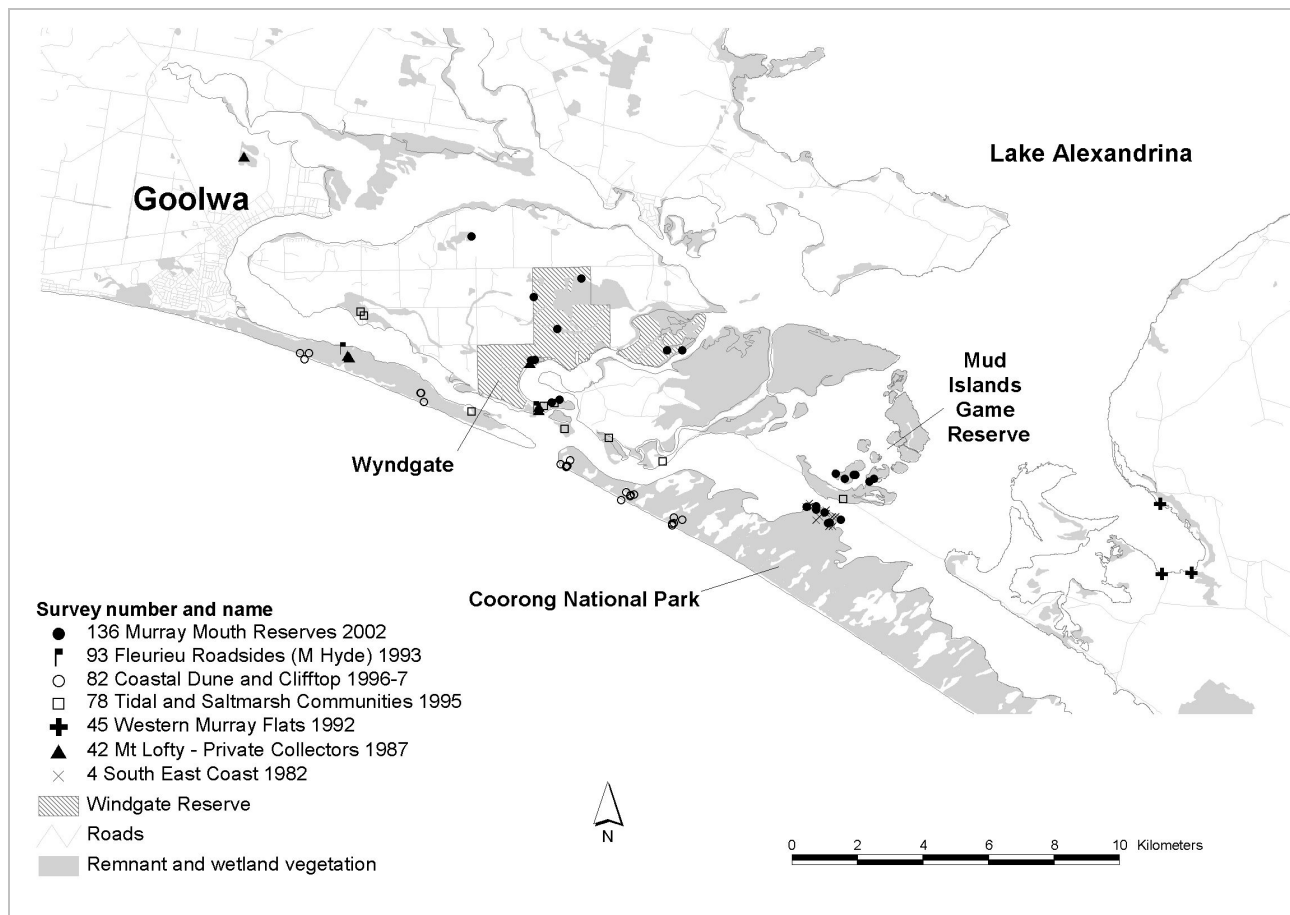 Lake Alexandrina
Goolwa
Mud
Islands
Game
Reserve
Wyndgate
Coorong National Park
Survey number and name
136 Murray Mouth Reserves 2002
93 Fleurieu Roadsides (M Hyde) 1993
82 Coastal Dune and Clifftop 1996-7
78 Tidal and Saltmarsh Communities 1995
45 Western Murray Flats 1992
42 Mt Lofty - Private Collectors 1987
4 South East Coast 1982
Windgate Reserve
Roads
Remnant and wetland vegetation
N
0 2 4 6 8 10 Kilometers